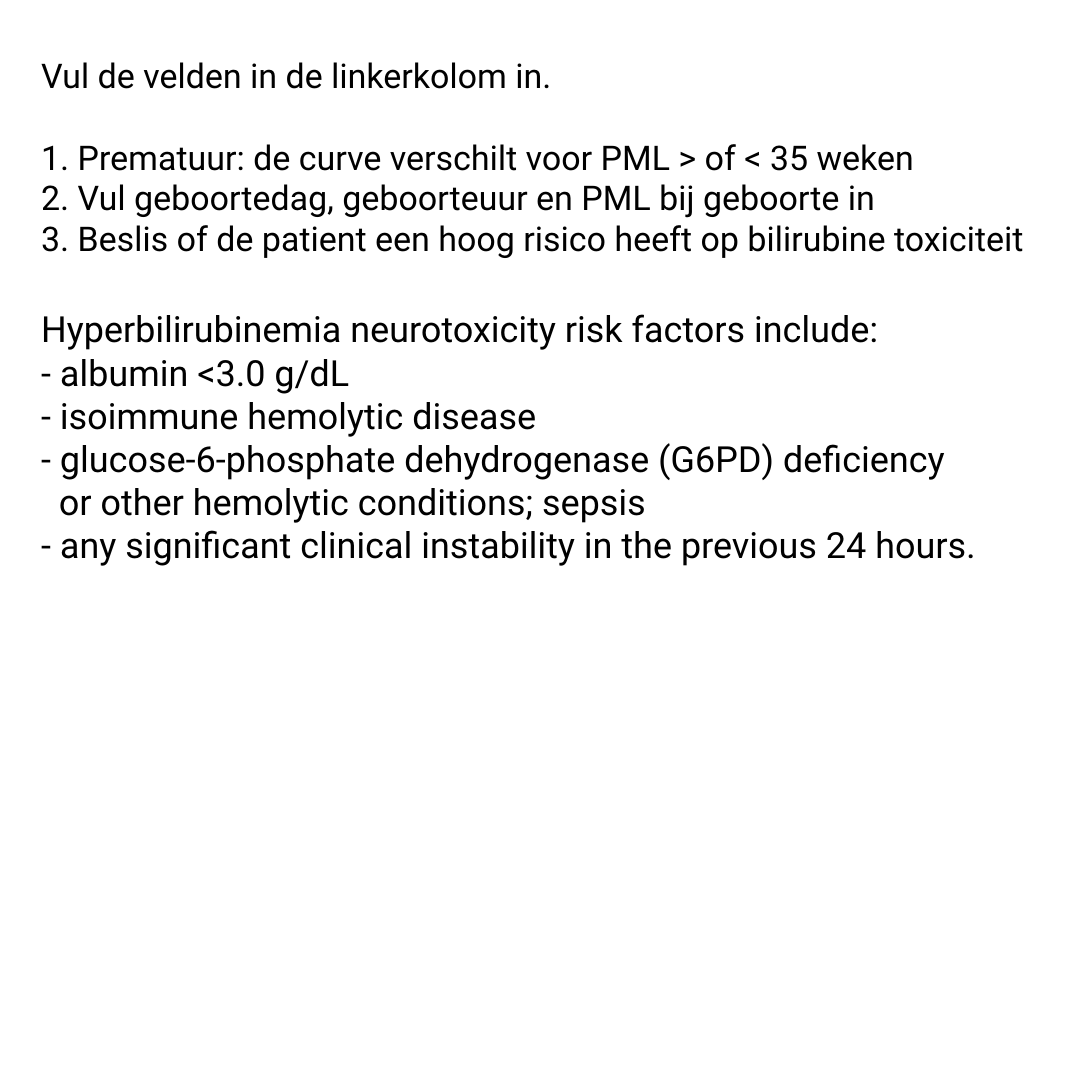 Vul de velden in de linkerkolom in.
1. Prematuur: de curve verschilt voor PML > of < 35 weken
2. Vul geboortedag, geboorteuur en PML bij geboorte in
3. Beslis of de patient een hoog risico heeft op bilirubine toxiciteit
Hyperbilirubinemia neurotoxicity risk factors include:
- albumin <3.0 g/dL
- isoimmune hemolytic disease
- glucose-6-phosphate dehydrogenase (G6PD) deficiency
or other hemolytic conditions; sepsis
- any significant clinical instability in the previous 24 hours.